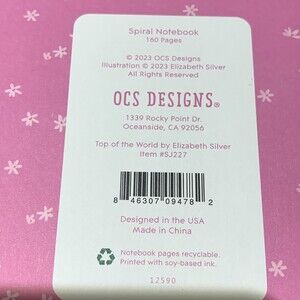 Spiral Notebook
160 Pages
© 2023 OCS Designs
Illustration © 2023 Elizabeth Silver
All Rights Reserved
OCS DESIGNS®
1339 Rocky Point Dr.
Oceanside, CA 92056
Top of the World by Elizabeth Silver
Item #SJ227
8 46307 09478 2
Designed in the USA
Made in China
Notebook pages recyclable.
Printed with soy-based ink.
12590